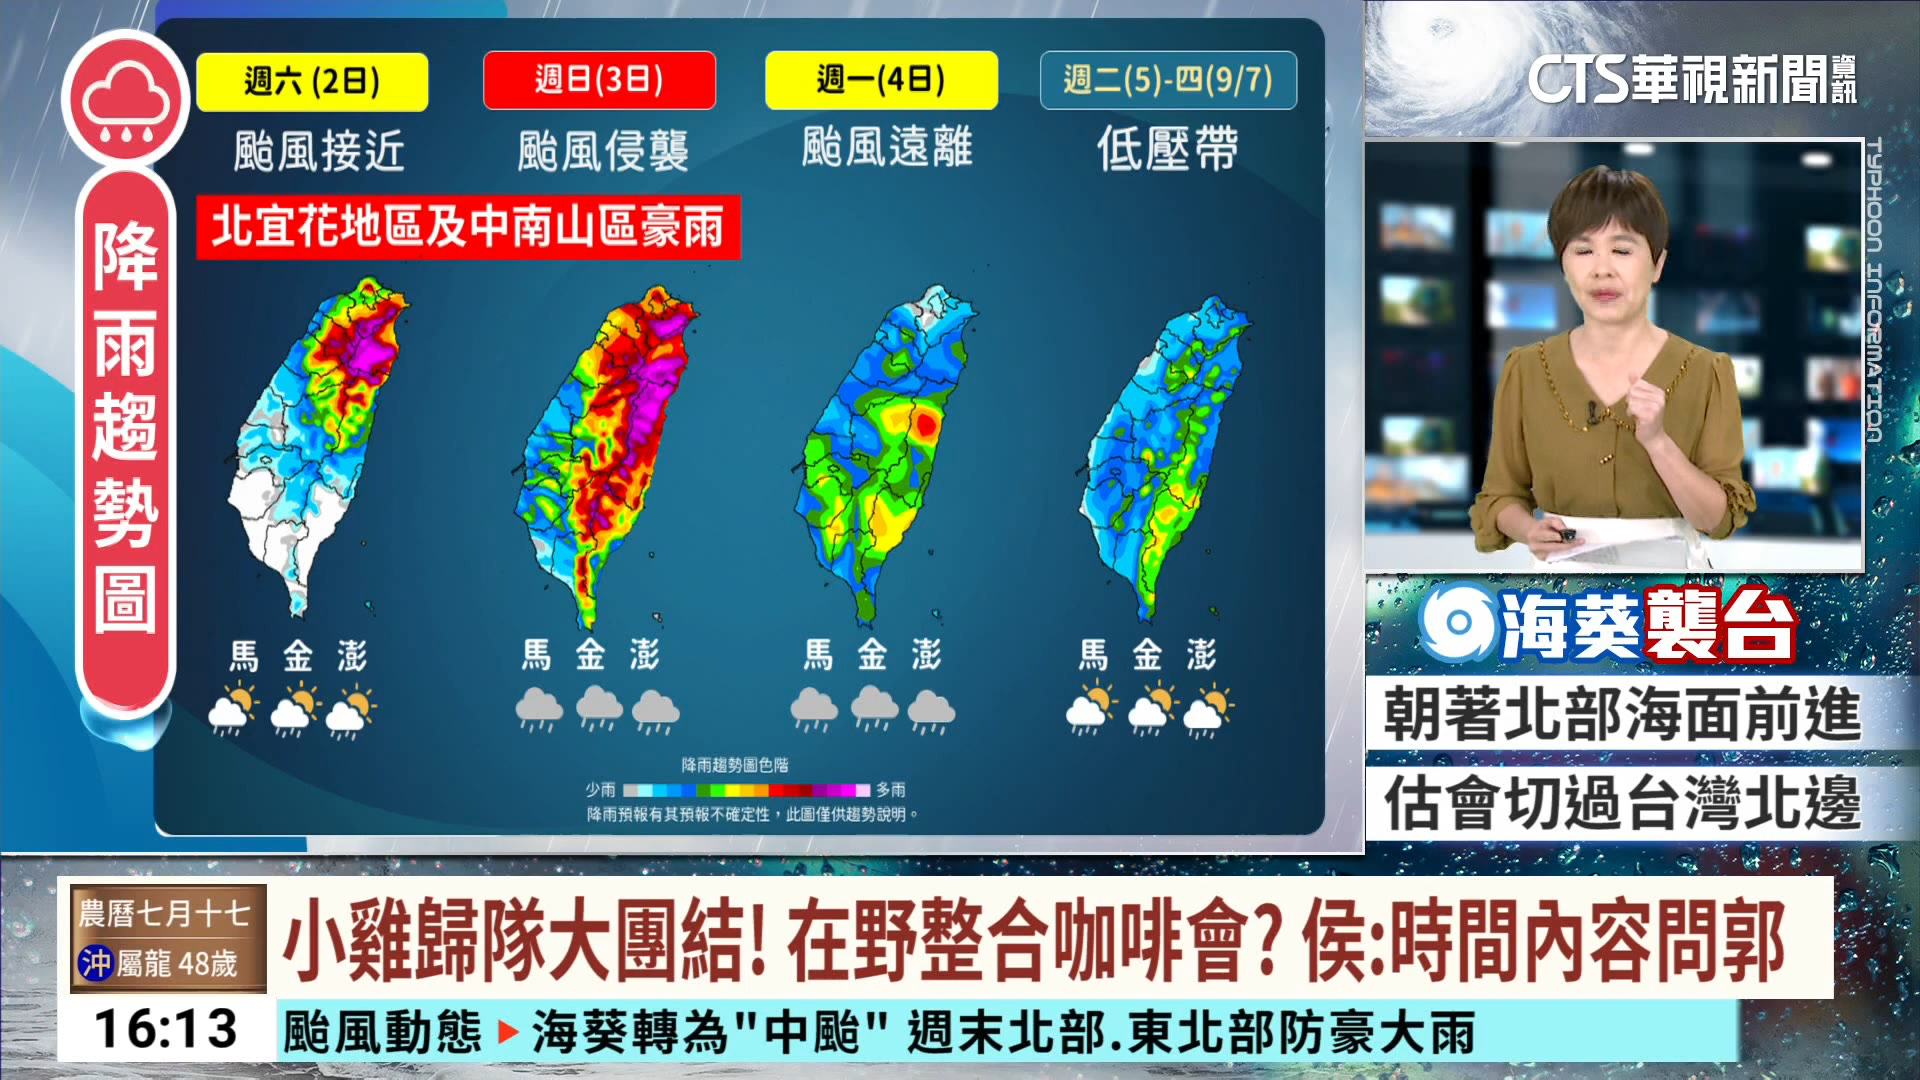 週六 (2日)
週日(3日)
週一(4日)
週二(5)-四(9/7)
颱風接近
颱風侵襲
颱風遠離
低壓帶
北宜花地區及中南山區豪雨
降雨趨勢圖
馬 金 澎
馬 金 澎
馬 金 澎
馬 金 澎
降雨趨勢圖色階
少雨
多雨
降雨預報有其預報不確定性，此圖僅供趨勢說明。
CTS華視新聞資訊
TYPHOON INFORMATION
海葵襲台
朝著北部海面前進
估會切過台灣北邊
農曆七月十七
沖屬龍 48歲
小雞歸隊大團結! 在野整合咖啡會? 侯:時間內容問郭
16:13
颱風動態▶海葵轉為"中颱" 週末北部.東北部防豪大雨